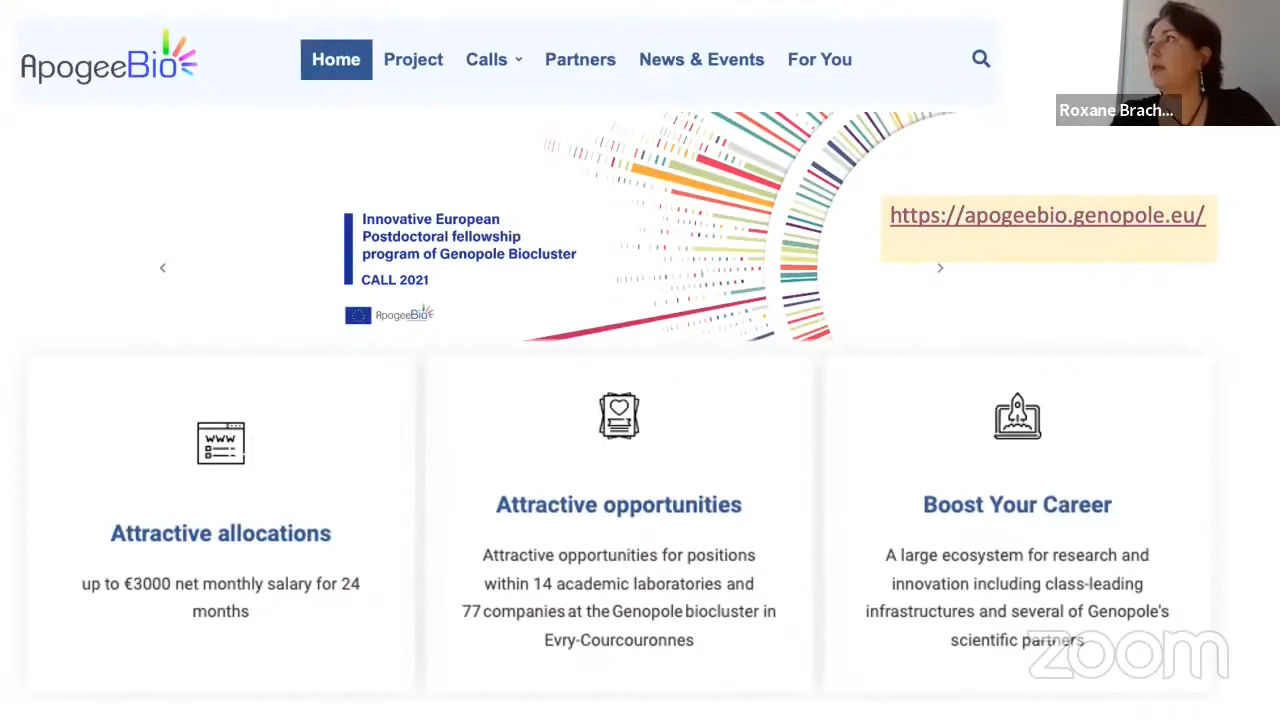 ApogeeBio
Home Project Calls Partners News & Events For You
Roxane Brach...
https://apogeebio.genopole.eu/
Innovative European
Postdoctoral fellowship
program of Genopole Biocluster
CALL 2021
ApogeeBio
www
Attractive allocations
up to €3000 net monthly salary for 24
months
Attractive opportunities
Attractive opportunities for positions
within 14 academic laboratories and
77 companies at the Genopole biocluster in
Evry-Courcouronnes
Boost Your Career
A large ecosystem for research and
innovation including class-leading
infrastructures and several of Genopole's
scientific partners
zoom